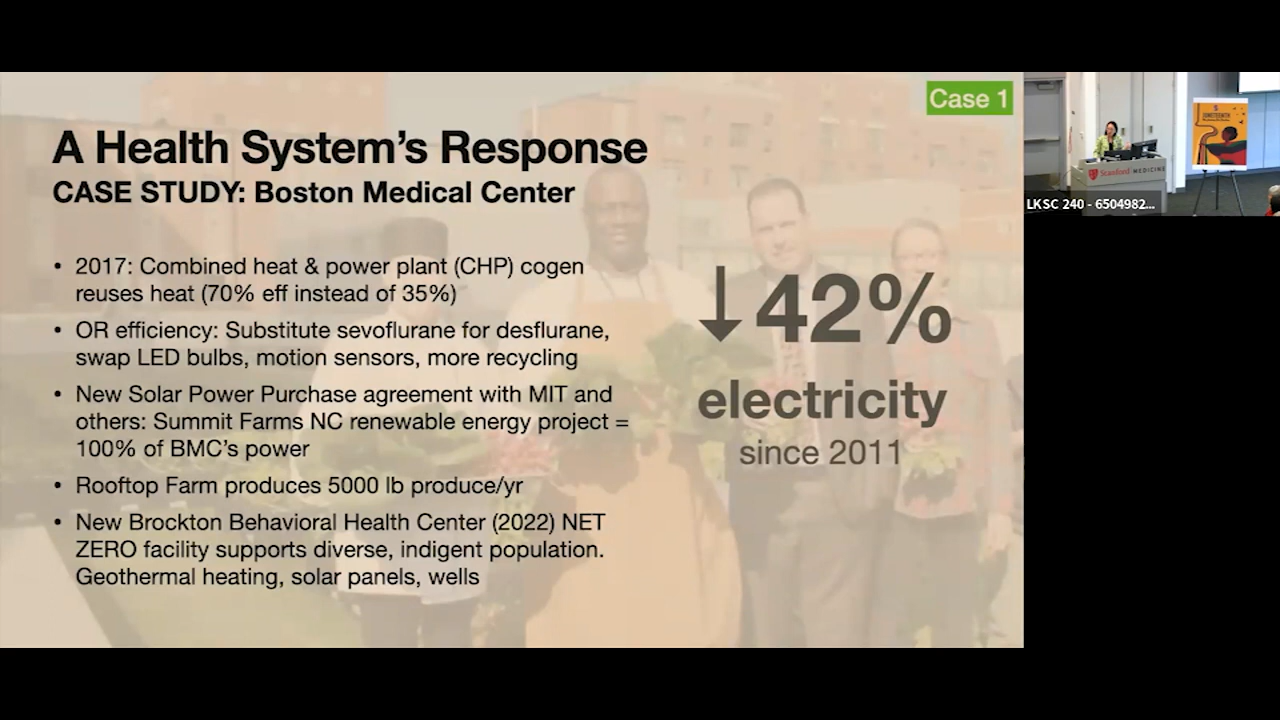 Case 1
A Health System's Response
CASE STUDY: Boston Medical Center
• 2017: Combined heat & power plant (CHP) cogen
reuses heat (70% eff instead of 35%)
• OR efficiency: Substitute sevoflurane for desflurane,
swap LED bulbs, motion sensors, more recycling
• New Solar Power Purchase agreement with MIT and
others: Summit Farms NC renewable energy project =
100% of BMC's power
• Rooftop Farm produces 5000 lb produce/yr
• New Brockton Behavioral Health Center (2022) NET
ZERO facility supports diverse, indigent population.
Geothermal heating, solar panels, wells
↓42%
electricity
since 2011
Stanford MEDICINE
JUNETEENTH
LKSC 240 - 6504982...